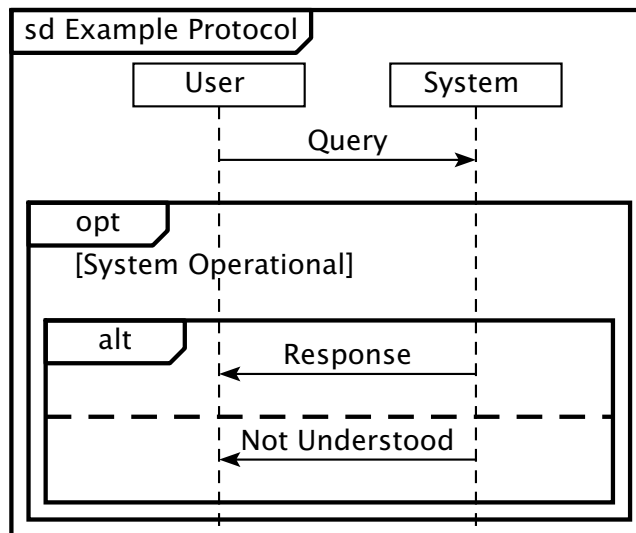 sd Example Protocol
User
System
Query
opt
[System Operational]
alt
Response
Not Understood